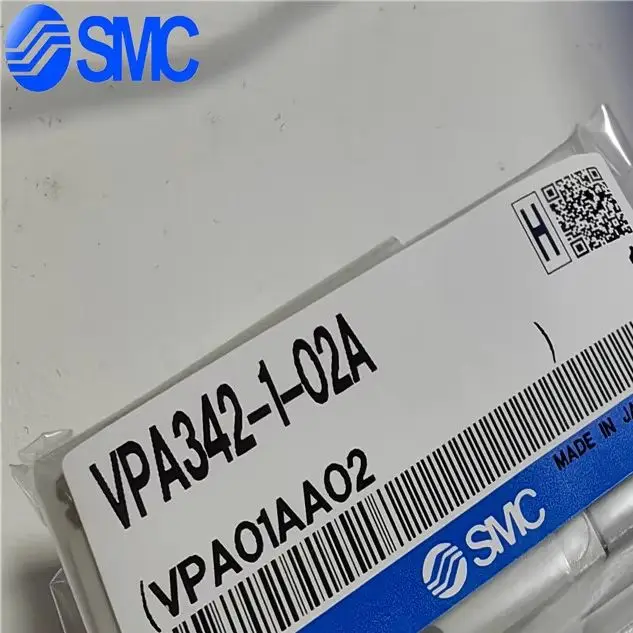 SMC
H
VPA342-1-02A
(VPA01AA02 )
MADE IN JA
SMC